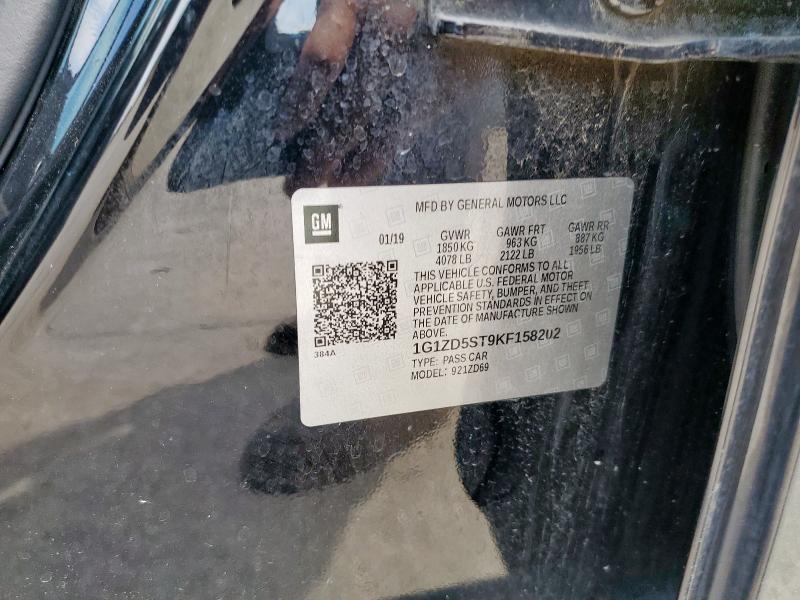 MFD BY GENERAL MOTORS LLC
GM
01/19
GVWR GAWR FRT GAWR RR
1850 KG 963 KG 887 KG
4078 LB 2122 LB 1956 LB
THIS VEHICLE CONFORMS TO ALL
APPLICABLE U.S. FEDERAL MOTOR
VEHICLE SAFETY, BUMPER, AND THEFT
PREVENTION STANDARDS IN EFFECT ON
THE DATE OF MANUFACTURE SHOWN
ABOVE.
384A
1G1ZD5ST9KF158202
TYPE: PASS CAR
MODEL: 921ZD69